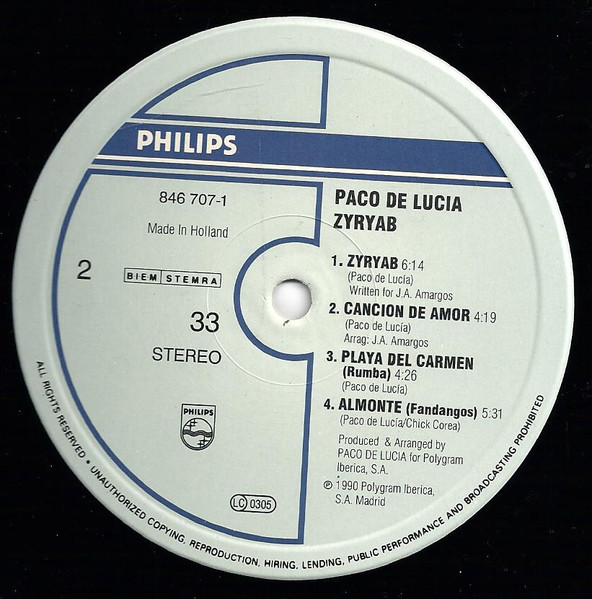 PHILIPS
846 707-1
Made In Holland
2
BIEM STEMRA
33
STEREO
PHILIPS
LC 0305
PACO DE LUCIA
ZYRYAB
1. ZYRYAB 6:14
(Paco de Lucía)
Written for J.A. Amargos
2. CANCION DE AMOR 4:19
(Paco de Lucía)
Arrag: J.A. Amargos
3. PLAYA DEL CARMEN
(Rumba) 4:26
(Paco de Lucía)
4. ALMONTE (Fandangos) 5:31
(Paco de Lucía/Chick Corea)
Produced & Arranged by
PACO DE LUCIA for Polygram
Iberica, S.A.
℗ 1990 Polygram Iberica,
S.A. Madrid
ALL RIGHTS RESERVED • UNAUTHORIZED COPYING, REPRODUCTION, HIRING, LENDING, PUBLIC PERFORMANCE AND BROADCASTING PROHIBITED